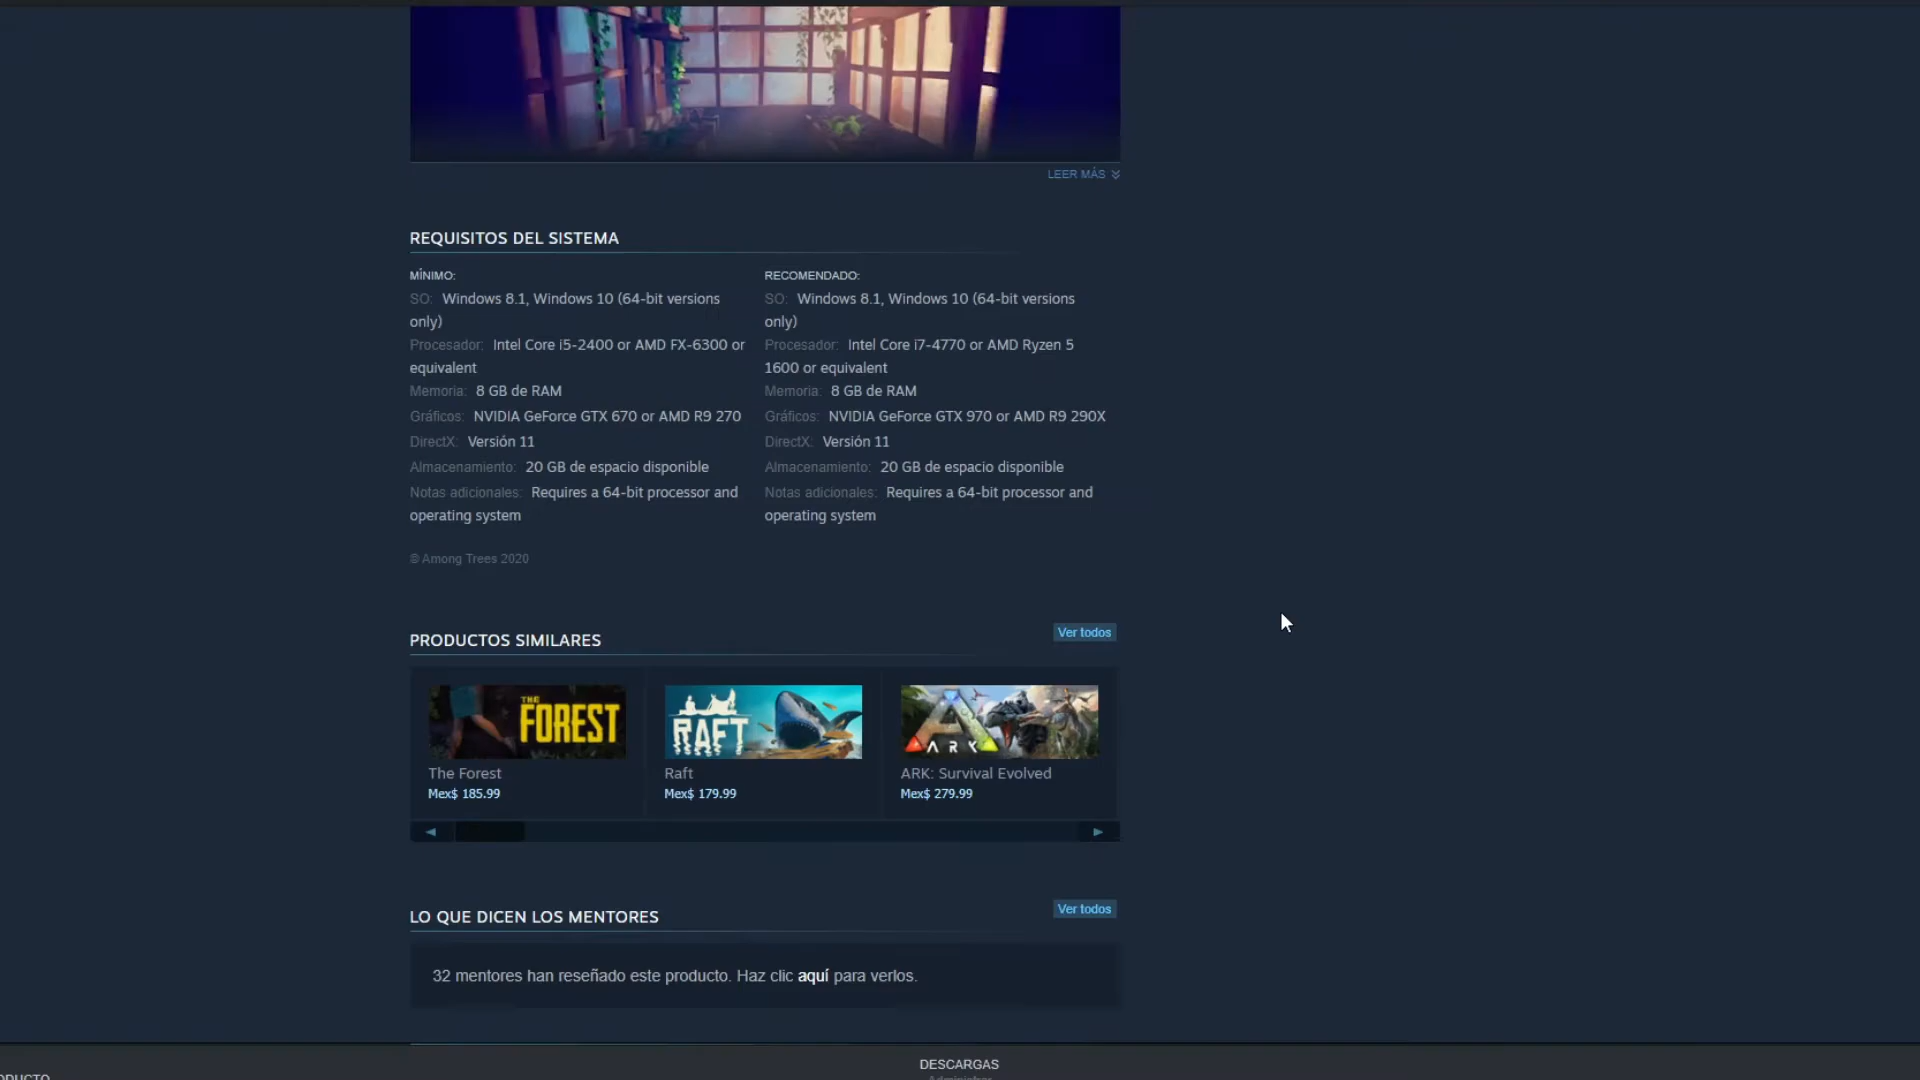 LEER MÁS
REQUISITOS DEL SISTEMA
MÍNIMO:
SO: Windows 8.1, Windows 10 (64-bit versions
only)
Procesador: Intel Core i5-2400 or AMD FX-6300 or
equivalent
Memoria: 8 GB de RAM
Gráficos: NVIDIA GeForce GTX 670 or AMD R9 270
DirectX: Versión 11
Almacenamiento: 20 GB de espacio disponible
Notas adicionales: Requires a 64-bit processor and
operating system
RECOMENDADO:
SO: Windows 8.1, Windows 10 (64-bit versions
only)
Procesador: Intel Core i7-4770 or AMD Ryzen 5
1600 or equivalent
Memoria: 8 GB de RAM
Gráficos: NVIDIA GeForce GTX 970 or AMD R9 290X
DirectX: Versión 11
Almacenamiento: 20 GB de espacio disponible
Notas adicionales: Requires a 64-bit processor and
operating system
© Among Trees 2020
PRODUCTOS SIMILARES
Ver todos
THE
FOREST
The Forest
Mex$ 185.99
RAFT
Raft
Mex$ 179.99
ARK
ARK: Survival Evolved
Mex$ 279.99
LO QUE DICEN LOS MENTORES
Ver todos
32 mentores han reseñado este producto. Haz clic aquí para verlos.
DESCARGAS